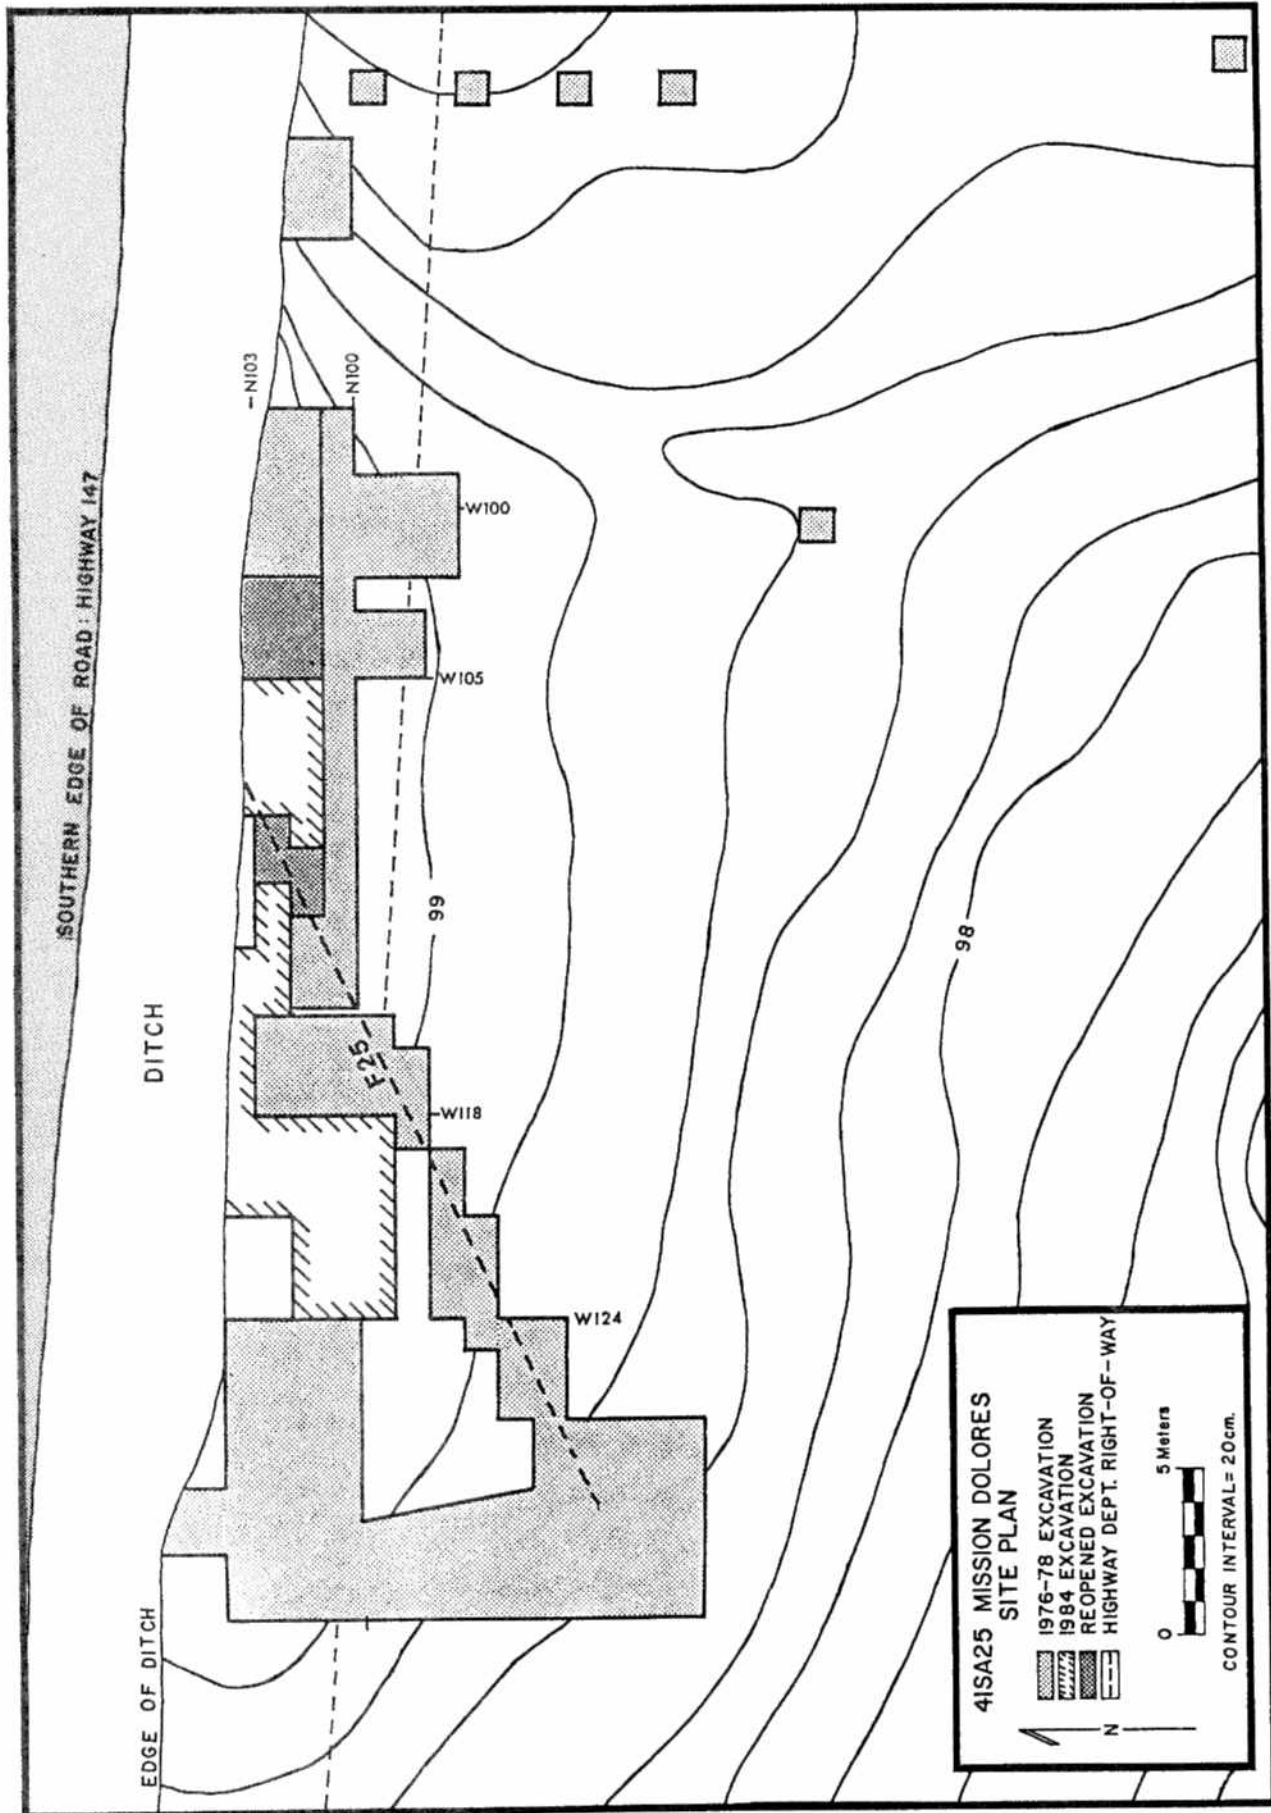 SOUTHERN EDGE OF ROAD: HIGHWAY 147
DITCH
EDGE OF DITCH
–N103
N100
–W100
–W105
99
F25
–W118
W124
98
41SA25 MISSION DOLORES
SITE PLAN
1976-78 EXCAVATION
1984 EXCAVATION
REOPENED EXCAVATION
HIGHWAY DEPT. RIGHT-OF-WAY
N
0 5 Meters
CONTOUR INTERVAL= 20cm.